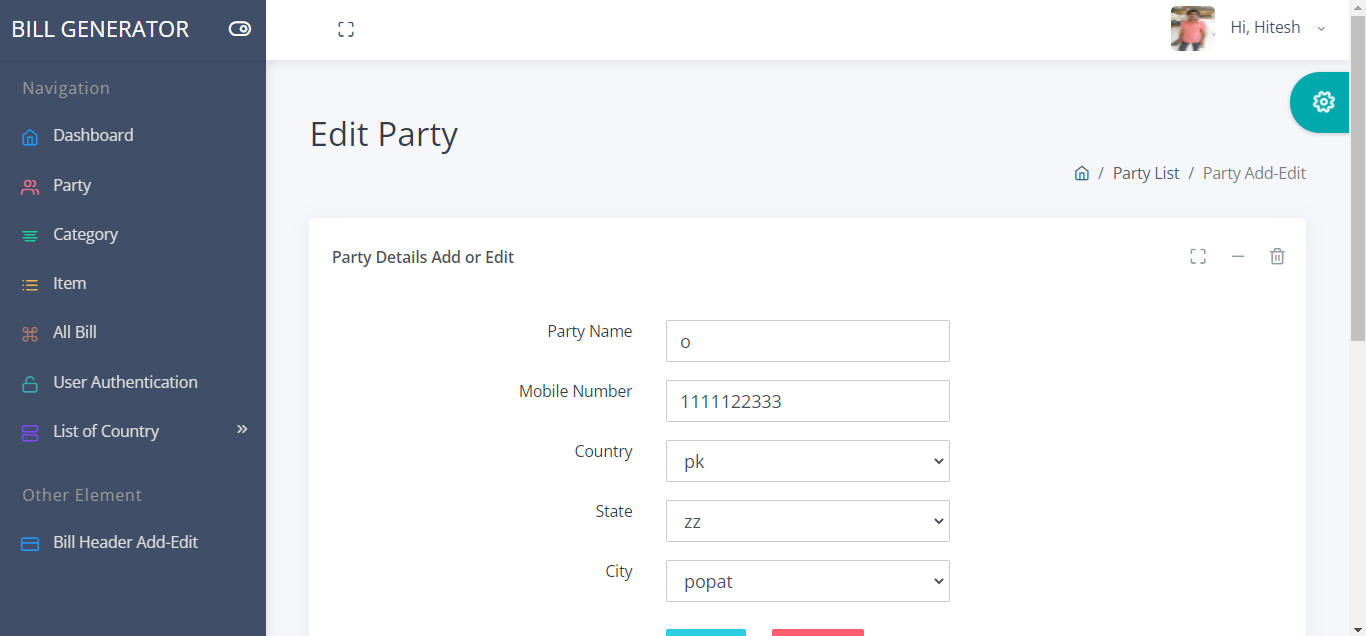 BILL GENERATOR
Hi, Hitesh
Navigation
Dashboard
Party
Category
Item
All Bill
User Authentication
List of Country
Other Element
Bill Header Add-Edit
Edit Party
/ Party List / Party Add-Edit
Party Details Add or Edit
Party Name o
Mobile Number 1111122333
Country pk
State zz
City popat